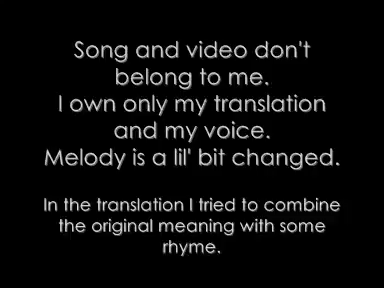 Song and video don't
belong to me.
I own only my translation
and my voice.
Melody is a lil' bit changed.
In the translation I tried to combine
the original meaning with some
rhyme.